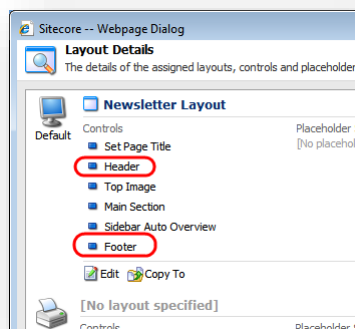 Sitecore -- Webpage Dialog
Layout Details
The details of the assigned layouts, controls and placeholder
Newsletter Layout
Default
Controls
Placeholder
[No placehol
Set Page Title
Header
Top Image
Main Section
Sidebar Auto Overview
Footer
Edit Copy To
[No layout specified]
Controls
Placeholder